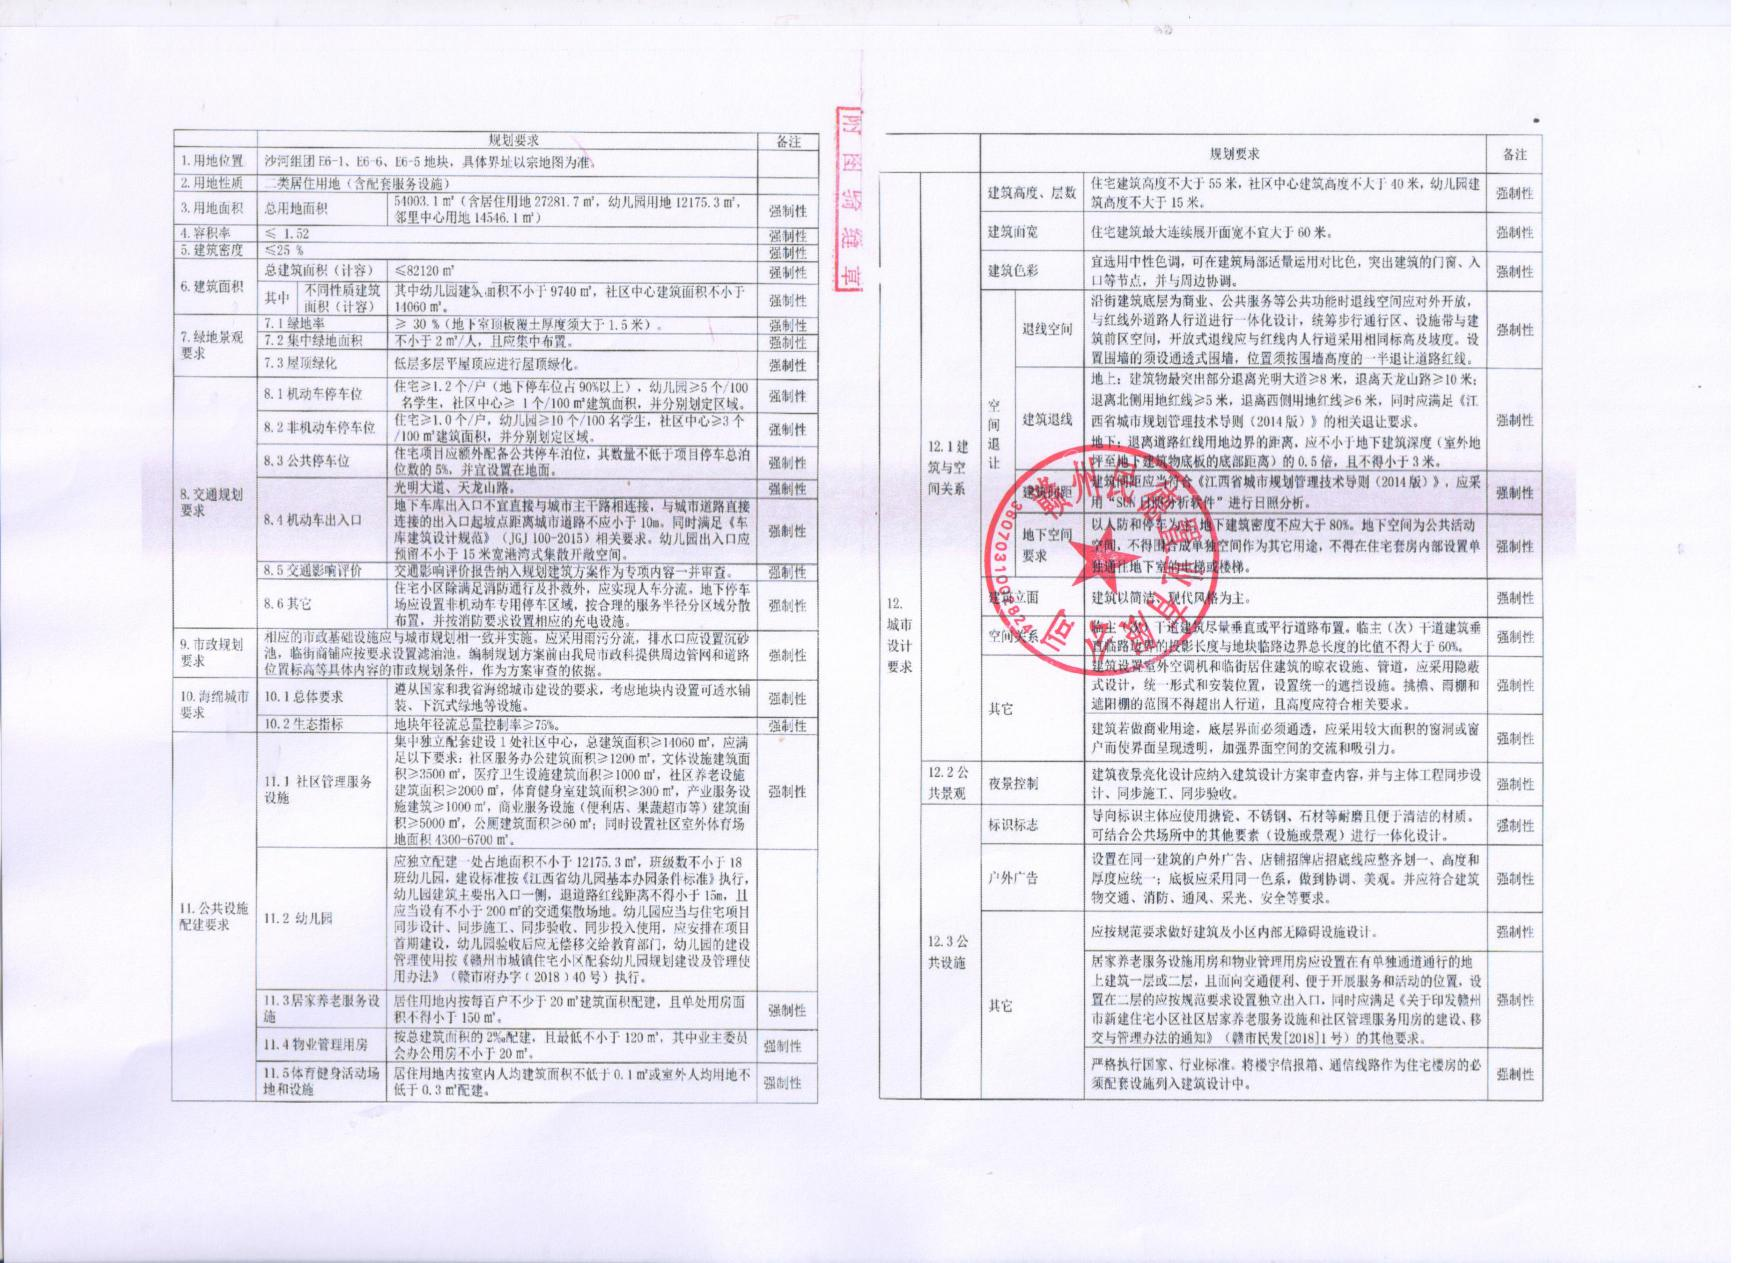 规划要求 备注
1.用地位置 沙河组团 E6-1、E6-6、E6-5 地块,具体界址以宗地图为准。
2.用地性质 二类居住用地(含配套服务设施)
3.用地面积 总用地面积 54003.1㎡(含居住用地27281.7㎡,幼儿园用地12175.3㎡,
邻里中心用地14546.1㎡) 强制性
4.容积率 ≤ 1.52 强制性
5.建筑密度 ≤25 % 强制性
6.建筑面积 总建筑面积(计容) ≤82120㎡ 强制性
其中 不同性质建筑
面积(计容) 其中幼儿园建筑面积不小于9740㎡,社区中心建筑面积不小于
14060㎡。 强制性
7.绿地景观
要求 7.1绿地率 ≥ 30 %(地下室顶板覆土厚度须大于1.5米)。 强制性
7.2集中绿地面积 不小于2㎡/人,且应集中布置。 强制性
7.3屋顶绿化 低层多层平屋顶应进行屋顶绿化。 强制性
8.交通规划
要求 8.1机动车停车位 住宅≥1.2个/户(地下停车位占90%以上),幼儿园≥5个/100
名学生,社区中心≥ 1个/100㎡建筑面积,并分别划定区域。 强制性
8.2非机动车停车位 住宅≥1.0个/户,幼儿园≥10个/100名学生,社区中心≥3个
/100㎡建筑面积,并分别划定区域。 强制性
8.3公共停车位 住宅项目应额外配备公共停车泊位,其数量不低于项目停车总泊
位数的5%,并宜设置在地面。 强制性
8.4机动车出入口 光明大道、天龙山路。 强制性
地下车库出入口不宜直接与城市主干路相连接,与城市道路直接
连接的出入口起坡点距离城市道路不应小于10m。同时满足《车
库建筑设计规范》(JGJ 100-2015)相关要求。幼儿园出入口应
预留不小于15米宽港湾式集散开敞空间。 强制性
8.5交通影响评价 交通影响评价报告纳入规划建筑方案作为专项内容一并审查。 强制性
8.6其它 住宅小区除满足消防通行及扑救外,应实现人车分流。地下停车
场应设置非机动车专用停车区域,按合理的服务半径分区域分散
布置,并按消防要求设置相应的充电设施。 强制性
9.市政规划
要求 相应的市政基础设施应与城市规划相一致并实施。应采用雨污分流,排水口应设置沉砂
池,临街商铺应按要求设置滤油池。编制规划方案前由我局市政科提供周边管网和道路
位置标高等具体内容的市政规划条件,作为方案审查的依据。 强制性
10.海绵城市
要求 10.1总体要求 遵从国家和我省海绵城市建设的要求,考虑地块内设置可透水铺
装、下沉式绿地等设施。 强制性
10.2生态指标 地块年径流总量控制率≥75%。 强制性
11.公共设施
配建要求 11.1 社区管理服务
设施 集中独立配套建设1处社区中心,总建筑面积≥14060㎡,应满
足以下要求:社区服务办公建筑面积≥1200㎡,文体设施建筑面
积≥3500㎡,医疗卫生设施建筑面积≥1000㎡,社区养老设施
建筑面积≥2000㎡,体育健身室建筑面积≥300㎡,产业服务设
施建筑≥1000㎡,商业服务设施(便利店、果蔬超市等)建筑面
积≥5000㎡,公厕建筑面积≥60㎡;同时设置社区室外体育场
地面积4300-6700㎡。 强制性
11.2 幼儿园 应独立配建一处占地面积不小于12175.3㎡,班级数不小于18
班幼儿园,建设标准按《江西省幼儿园基本办园条件标准》执行,
幼儿园建筑主要出入口一侧,退道路红线距离不得小于15m,且
应当设有不小于200㎡的交通集散场地。幼儿园应当与住宅项目
同步设计、同步施工、同步验收、同步投入使用,应安排在项目
首期建设,幼儿园验收后应无偿移交给教育部门,幼儿园的建设
管理使用按《赣州市城镇住宅小区配套幼儿园规划建设及管理使
用办法》(赣市府办字﹝2018﹞40号)执行。
11.3居家养老服务设
施 居住用地内按每百户不少于20㎡建筑面积配建,且单处用房面
积不得小于150㎡。 强制性
11.4物业管理用房 按总建筑面积的2‰配建,且最低不小于120㎡,其中业主委员
会办公用房不小于20㎡。 强制性
11.5体育健身活动场
地和设施 居住用地内按室内人均建筑面积不低于0.1㎡或室外人均用地不
低于0.3㎡配建。 强制性
附图骑缝章
规划要求 备注
12.
城市
设计
要求
12.1建
筑与空
间关系
建筑高度、层数 住宅建筑高度不大于55米,社区中心建筑高度不大于40米,幼儿园建
筑高度不大于15米。 强制性
建筑面宽 住宅建筑最大连续展开面宽不宜大于60米。 强制性
建筑色彩 宜选用中性色调,可在建筑局部适量运用对比色,突出建筑的门窗、入
口等节点,并与周边协调。 强制性
空
间
退
让
退线空间 沿街建筑底层为商业、公共服务等公共功能时退线空间应对外开放,
与红线外道路人行道进行一体化设计,统筹步行通行区、设施带与建
筑前区空间,开放式退线应与红线内人行道采用相同标高及坡度。设
置围墙的须设通透式围墙,位置须按围墙高度的一半退让道路红线。 强制性
建筑退线 地上:建筑物最突出部分退离光明大道≥8米,退离天龙山路≥10米;
退离北侧用地红线≥5米,退离西侧用地红线≥6米,同时应满足《江
西省城市规划管理技术导则(2014版)》的相关退让要求。
地下:退离道路红线用地边界的距离,应不小于地下建筑深度(室外地
坪至地下建筑物底板的底部距离)的0.5倍,且不得小于3米。 强制性
建筑间距 建筑间距应当符合《江西省城市规划管理技术导则(2014版)》,应采
用“SUN日照分析软件”进行日照分析。 强制性
地下空间
要求 以人防和停车为主,地下建筑密度不应大于80%。地下空间为公共活动
空间,不得围合成单独空间作为其它用途,不得在住宅套房内部设置单
独通往地下室的电梯或楼梯。 强制性
建筑立面 建筑以简洁、现代风格为主。 强制性
空间关系 临主(次)干道建筑尽量垂直或平行道路布置。临主(次)干道建筑垂
直临路边界的投影长度与地块临路边界总长度的比值不得大于60%。 强制性
其它 建筑设置室外空调机和临街居住建筑的晾衣设施、管道,应采用隐蔽
式设计,统一形式和安装位置,设置统一的遮挡设施。挑檐、雨棚和
遮阳棚的范围不得超出人行道,且高度应符合相关要求。 强制性
建筑若做商业用途,底层界面必须通透,应采用较大面积的窗洞或窗
户而使界面呈现透明,加强界面空间的交流和吸引力。 强制性
12.2公
共景观 夜景控制 建筑夜景亮化设计应纳入建筑设计方案审查内容,并与主体工程同步设
计、同步施工、同步验收。 强制性
12.3公
共设施
标识标志 导向标识主体应使用搪瓷、不锈钢、石材等耐磨且便于清洁的材质。
可结合公共场所中的其他要素(设施或景观)进行一体化设计。 强制性
户外广告 设置在同一建筑的户外广告、店铺招牌店招底线应整齐划一、高度和
厚度应统一;底板应采用同一色系,做到协调、美观。并应符合建筑
物交通、消防、通风、采光、安全等要求。 强制性
其它 应按规范要求做好建筑及小区内部无障碍设施设计。 强制性
居家养老服务设施用房和物业管理用房应设置在有单独通道通行的地
上建筑一层或二层,且面向交通便利、便于开展服务和活动的位置,设
置在二层的应按规范要求设置独立出入口,同时应满足《关于印发赣州
市新建住宅小区社区居家养老服务设施和社区管理服务用房的建设、移
交与管理办法的通知》(赣市民发[2018]1号)的其他要求。 强制性
严格执行国家、行业标准。将楼宇信报箱、通信线路作为住宅楼房的必
须配套设施列入建筑设计中。 强制性